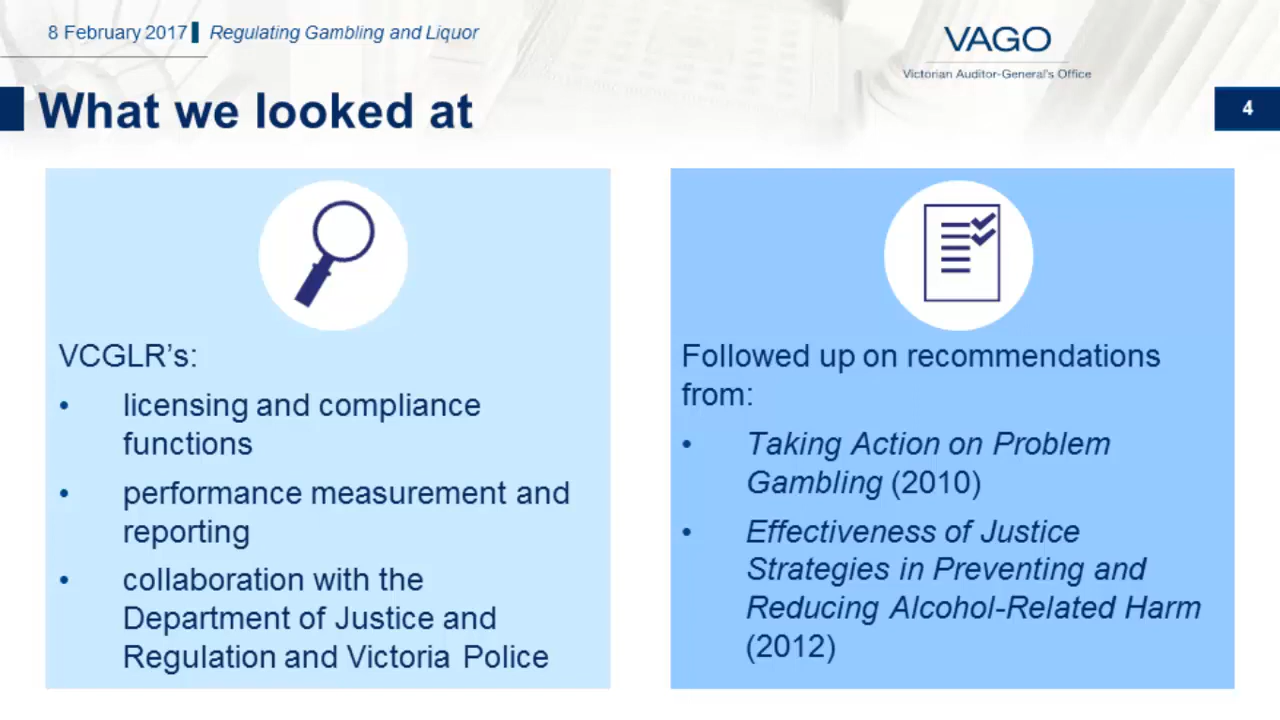 8 February 2017 Regulating Gambling and Liquor
VAGO
Victorian Auditor-General's Office
What we looked at
4
VCGLR's:
• licensing and compliance
functions
• performance measurement and
reporting
• collaboration with the
Department of Justice and
Regulation and Victoria Police
Followed up on recommendations
from:
• Taking Action on Problem
Gambling (2010)
• Effectiveness of Justice
Strategies in Preventing and
Reducing Alcohol-Related Harm
(2012)